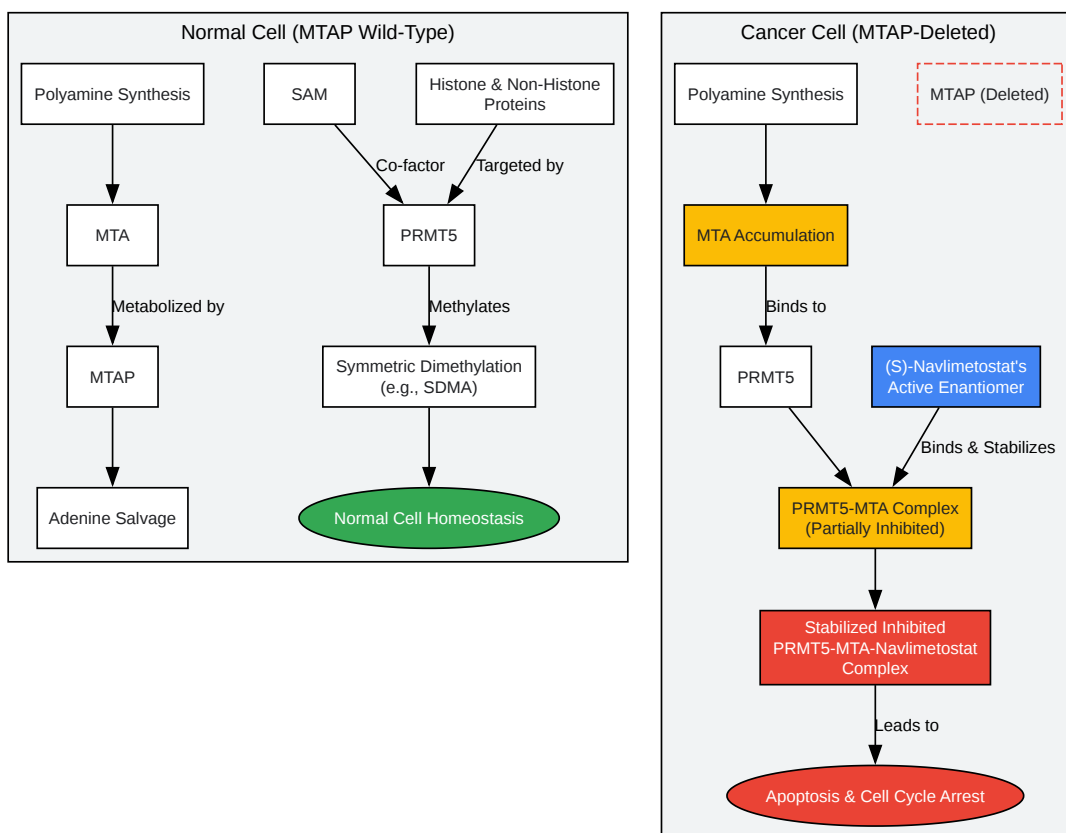 Normal Cell (MTAP Wild-Type)
Polyamine Synthesis
SAM
Histone & Non-Histone
Proteins
Co-factor
Targeted by
MTA
PRMT5
Metabolized by
Methylates
MTAP
Symmetric Dimethylation
(e.g., SDMA)
Adenine Salvage
Normal Cell Homeostasis
Cancer Cell (MTAP-Deleted)
Polyamine Synthesis
MTAP (Deleted)
MTA Accumulation
Binds to
PRMT5
(S)-Navlimetostat's
Active Enantiomer
Binds & Stabilizes
PRMT5-MTA Complex
(Partially Inhibited)
Stabilized Inhibited
PRMT5-MTA-Navlimetostat
Complex
Leads to
Apoptosis & Cell Cycle Arrest